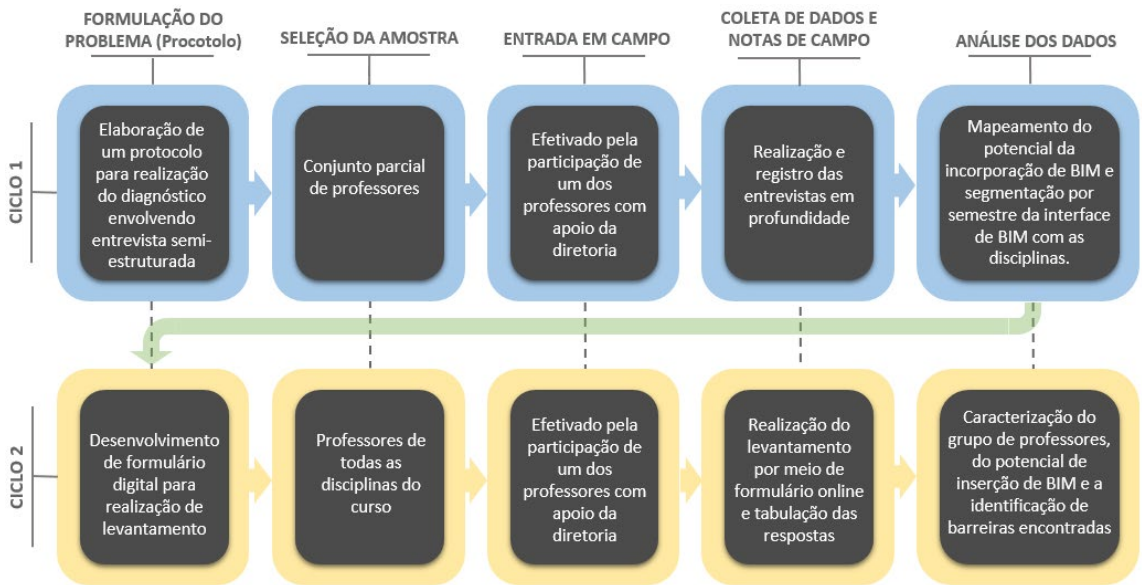 FORMULAÇÃO DO
PROBLEMA (Procotolo)
SELEÇÃO DA AMOSTRA
ENTRADA EM CAMPO
COLETA DE DADOS E
NOTAS DE CAMPO
ANÁLISE DOS DADOS
CICLO 1
Elaboração de
um protocolo
para realização
do diagnóstico
envolvendo
entrevista semi-
estruturada
Conjunto parcial
de professores
Efetivado pela
participação de
um dos
professores com
apoio da
diretoria
Realização e
registro das
entrevistas em
profundidade
Mapeamento do
potencial da
incorporação de BIM e
segmentação por
semestre da interface
de BIM com as
disciplinas.
CICLO 2
Desenvolvimento
de formulário
digital para
realização de
levantamento
Professores de
todas as
disciplinas do
curso
Efetivado pela
participação de
um dos
professores com
apoio da
diretoria
Realização do
levantamento
por meio de
formulário online
e tabulação das
respostas
Caracterização do
grupo de professores,
do potencial de
inserção de BIM e a
identificação de
barreiras encontradas